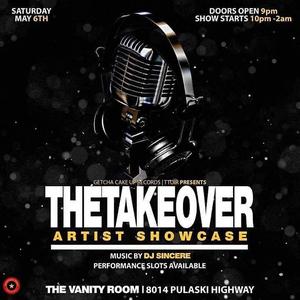 SATURDAY
MAY 6TH
DOORS OPEN 9pm
SHOW STARTS 10pm -2am
GETCHA CAKE UP RECORDS | TTLBR PRESENTS
THETAKEOVER
ARTIST SHOWCASE
MUSIC BY DJ SINCERE
PERFORMANCE SLOTS AVAILABLE
THE VANITY ROOM | 8014 PULASKI HIGHWAY